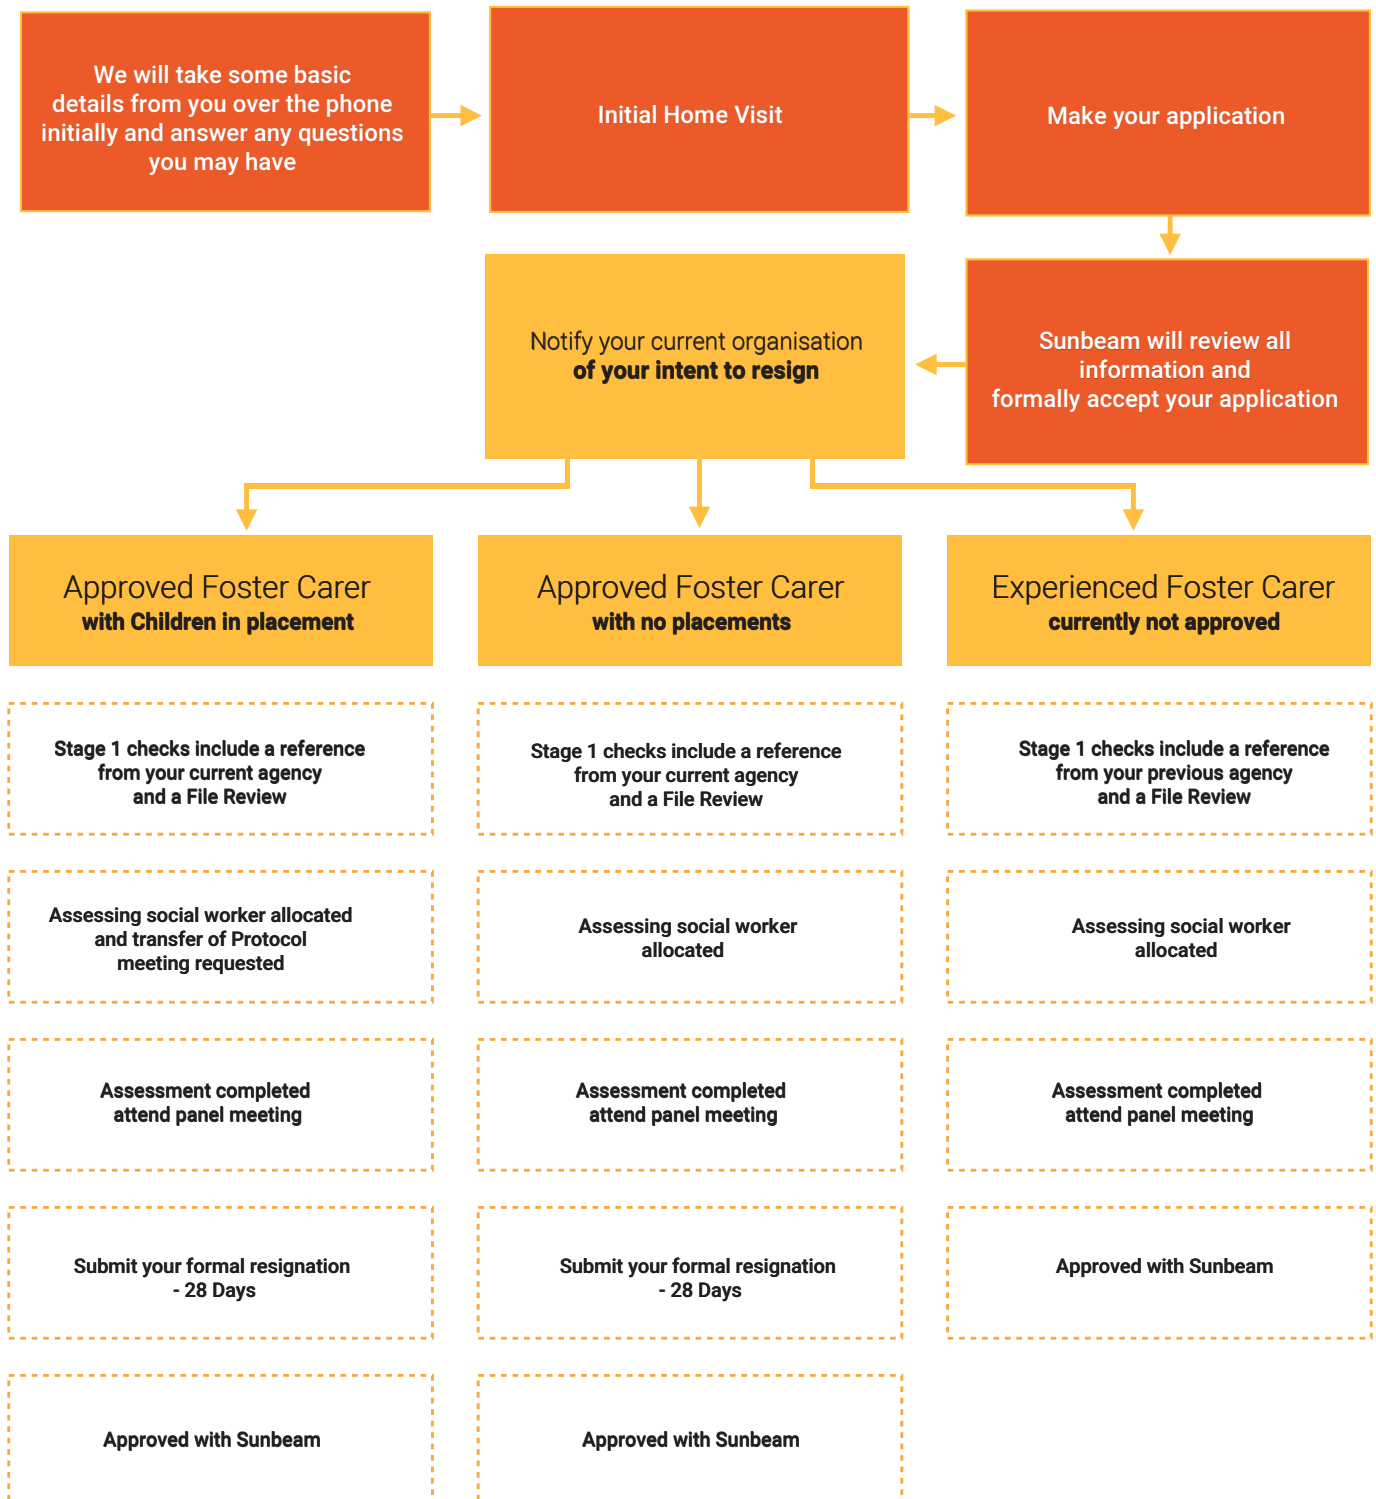 We will take some basic
details from you over the phone
initially and answer any questions
you may have
Initial Home Visit
Make your application
Sunbeam will review all
information and
formally accept your application
Notify your current organisation
of your intent to resign
Approved Foster Carer
with Children in placement
Stage 1 checks include a reference
from your current agency
and a File Review
Assessing social worker allocated
and transfer of Protocol
meeting requested
Assessment completed
attend panel meeting
Submit your formal resignation
- 28 Days
Approved with Sunbeam
Approved Foster Carer
with no placements
Stage 1 checks include a reference
from your current agency
and a File Review
Assessing social worker
allocated
Assessment completed
attend panel meeting
Submit your formal resignation
- 28 Days
Approved with Sunbeam
Experienced Foster Carer
currently not approved
Stage 1 checks include a reference
from your previous agency
and a File Review
Assessing social worker
allocated
Assessment completed
attend panel meeting
Approved with Sunbeam